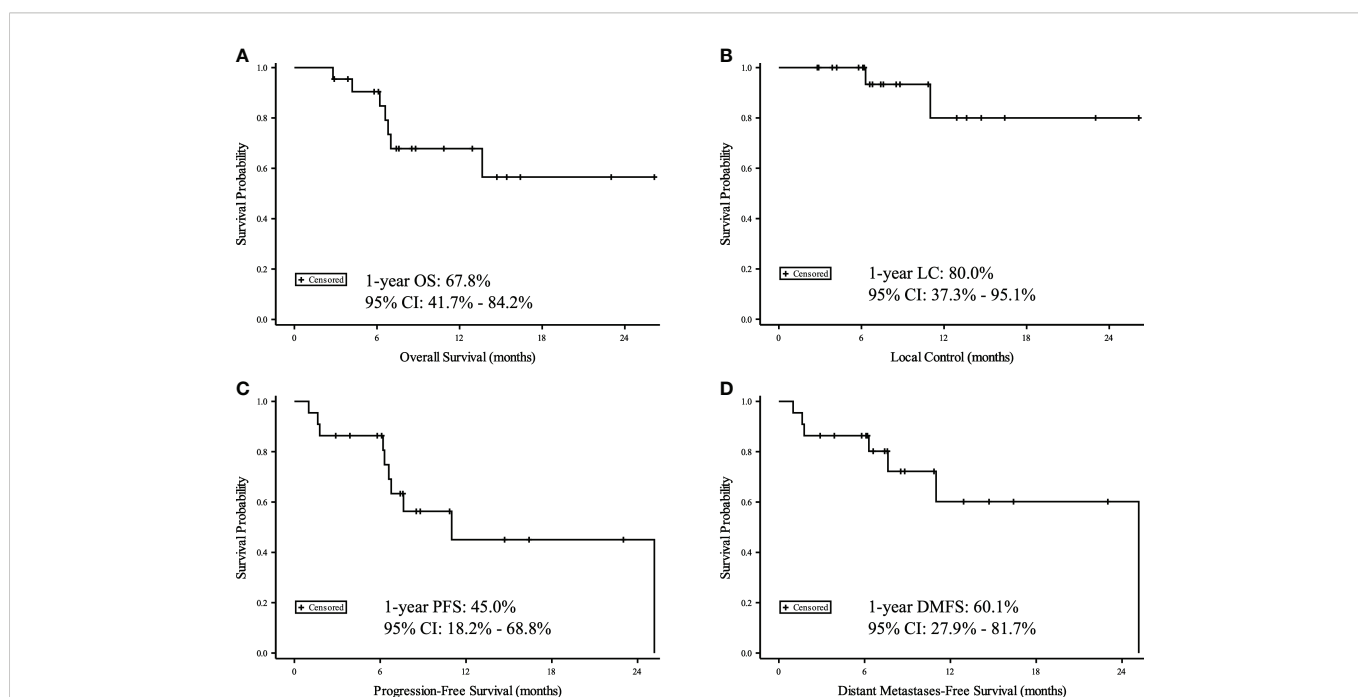 A
1.0
0.8
0.6
0.4
0.2
0.0
Survival Probability
+ Censored
1-year OS: 67.8%
95% CI: 41.7% - 84.2%
0 6 12 18 24
Overall Survival (months)
B
1.0
0.8
0.6
0.4
0.2
0.0
Survival Probability
+ Censored
1-year LC: 80.0%
95% CI: 37.3% - 95.1%
0 6 12 18 24
Local Control (months)
C
1.0
0.8
0.6
0.4
0.2
0.0
Survival Probability
+ Censored
1-year PFS: 45.0%
95% CI: 18.2% - 68.8%
0 6 12 18 24
Progression-Free Survival (months)
D
1.0
0.8
0.6
0.4
0.2
0.0
Survival Probability
+ Censored
1-year DMFS: 60.1%
95% CI: 27.9% - 81.7%
0 6 12 18 24
Distant Metastases-Free Survival (months)